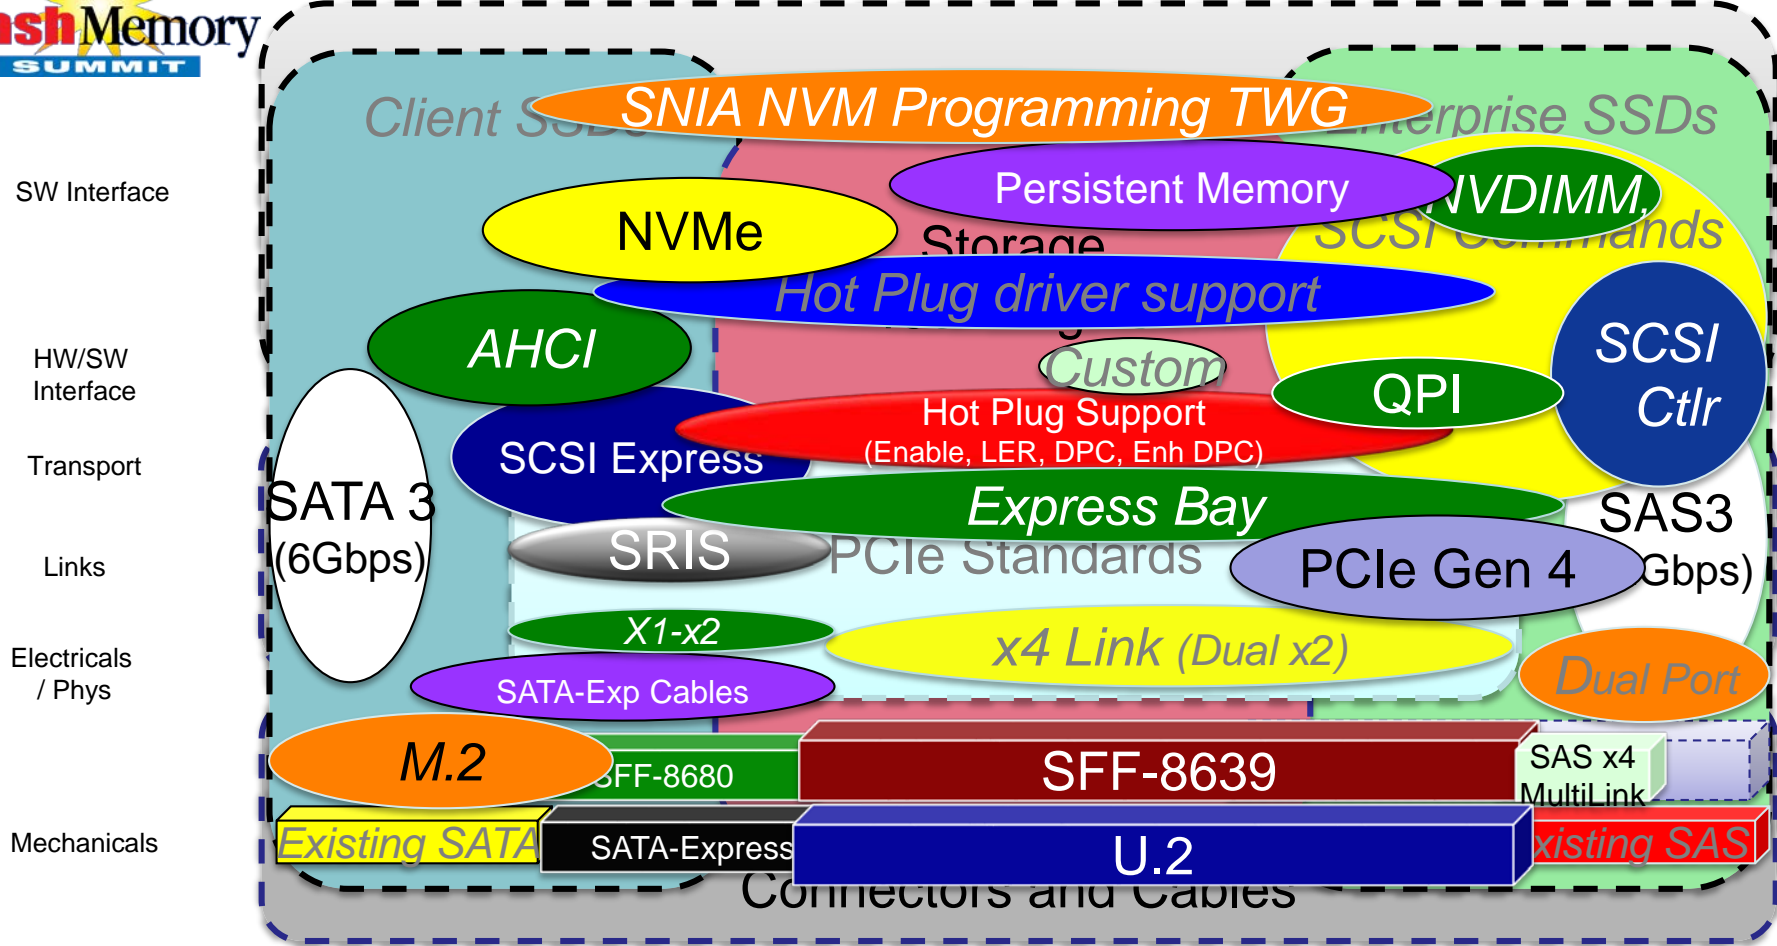 Memory
SUMMIT
Client SSDs
SNIA NVM Programming TWG
Enterprise SSDs
SW Interface
Persistent Memory
NVDIMM,
SCSI Commands
NVMe
Storage
Hot Plug driver support
AHCI
SCSI
Ctlr
HW/SW
Interface
Custom
QPI
Hot Plug Support
(Enable, LER, DPC, Enh DPC)
SCSI Express
Transport
SATA 3
(6Gbps)
Express Bay
SAS3
Gbps)
SRIS
PCIe Standards
PCIe Gen 4
Links
X1-x2
x4 Link (Dual x2)
Electricals
/ Phys
SATA-Exp Cables
Dual Port
M.2
SFF-8680
SFF-8639
SAS x4
MultiLink
Mechanicals
Existing SATA
SATA-Express
U.2
xisting SAS
Connectors and Cables